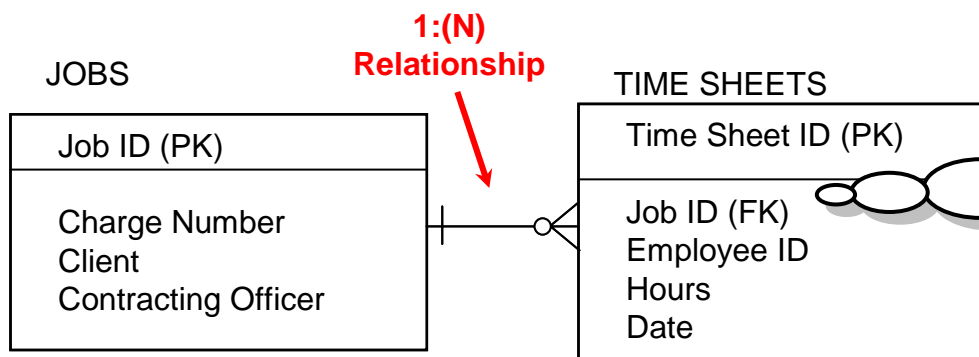 1:(N)
Relationship
JOBS
TIME SHEETS
Job ID (PK)
Charge Number
Client
Contracting Officer
Time Sheet ID (PK)
Job ID (FK)
Employee ID
Hours
Date